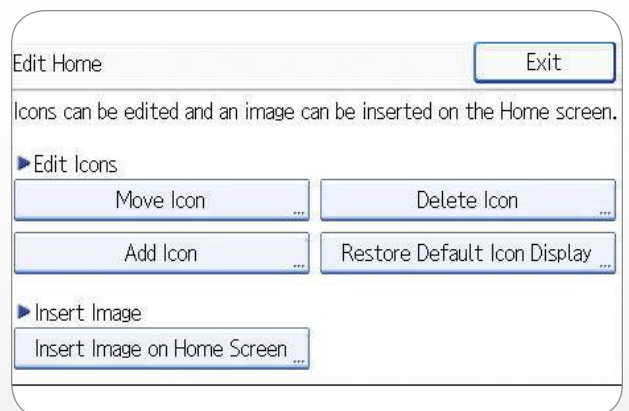 Edit Home
Exit
Icons can be edited and an image can be inserted on the Home screen.
▶Edit Icons
Move Icon ...
Delete Icon ...
Add Icon ...
Restore Default Icon Display ...
▶Insert Image
Insert Image on Home Screen ...